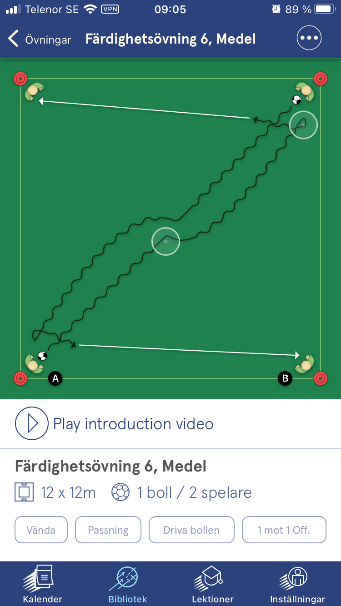 Telenor SE VPN 09:05 89 %
Övningar Färdighetsövning 6, Medel
A B
Play introduction video
Färdighetsövning 6, Medel
12 x 12m 1 boll / 2 spelare
Vända Passning Driva bollen 1 mot 1 Off.
Kalender Bibliotek Lektioner Inställningar